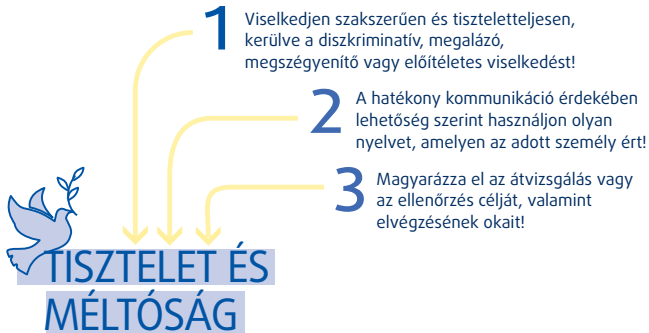 1
Viselkedjen szakszerűen és tiszteletteljesen,
kerülve a diszkriminatív, megalázó,
megszégyenítő vagy előítéletes viselkedést!
2
A hatékony kommunikáció érdekében
lehetőség szerint használjon olyan
nyelvet, amelyen az adott személy ért!
3
Magyarázza el az átvizsgálás vagy
az ellenőrzés célját, valamint
elvégzésének okait!
TISZTELET ÉS
MÉLTÓSÁG